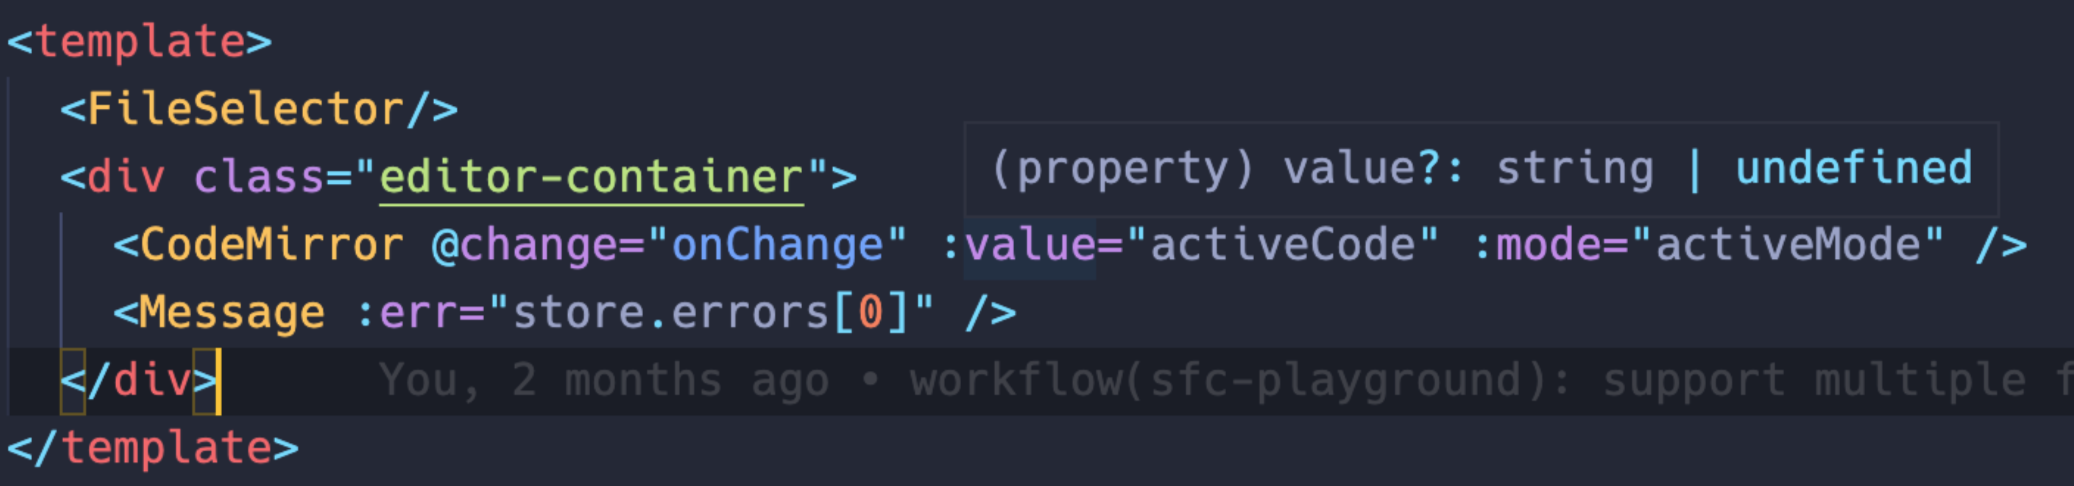 <template>
<FileSelector/>
<div class="editor-container">
(property) value?: string | undefined
<CodeMirror @change="onChange" :value="activeCode" :mode="activeMode" />
<Message :err="store.errors[0]" />
</div> You, 2 months ago • workflow(sfc-playground): support multiple f
</template>